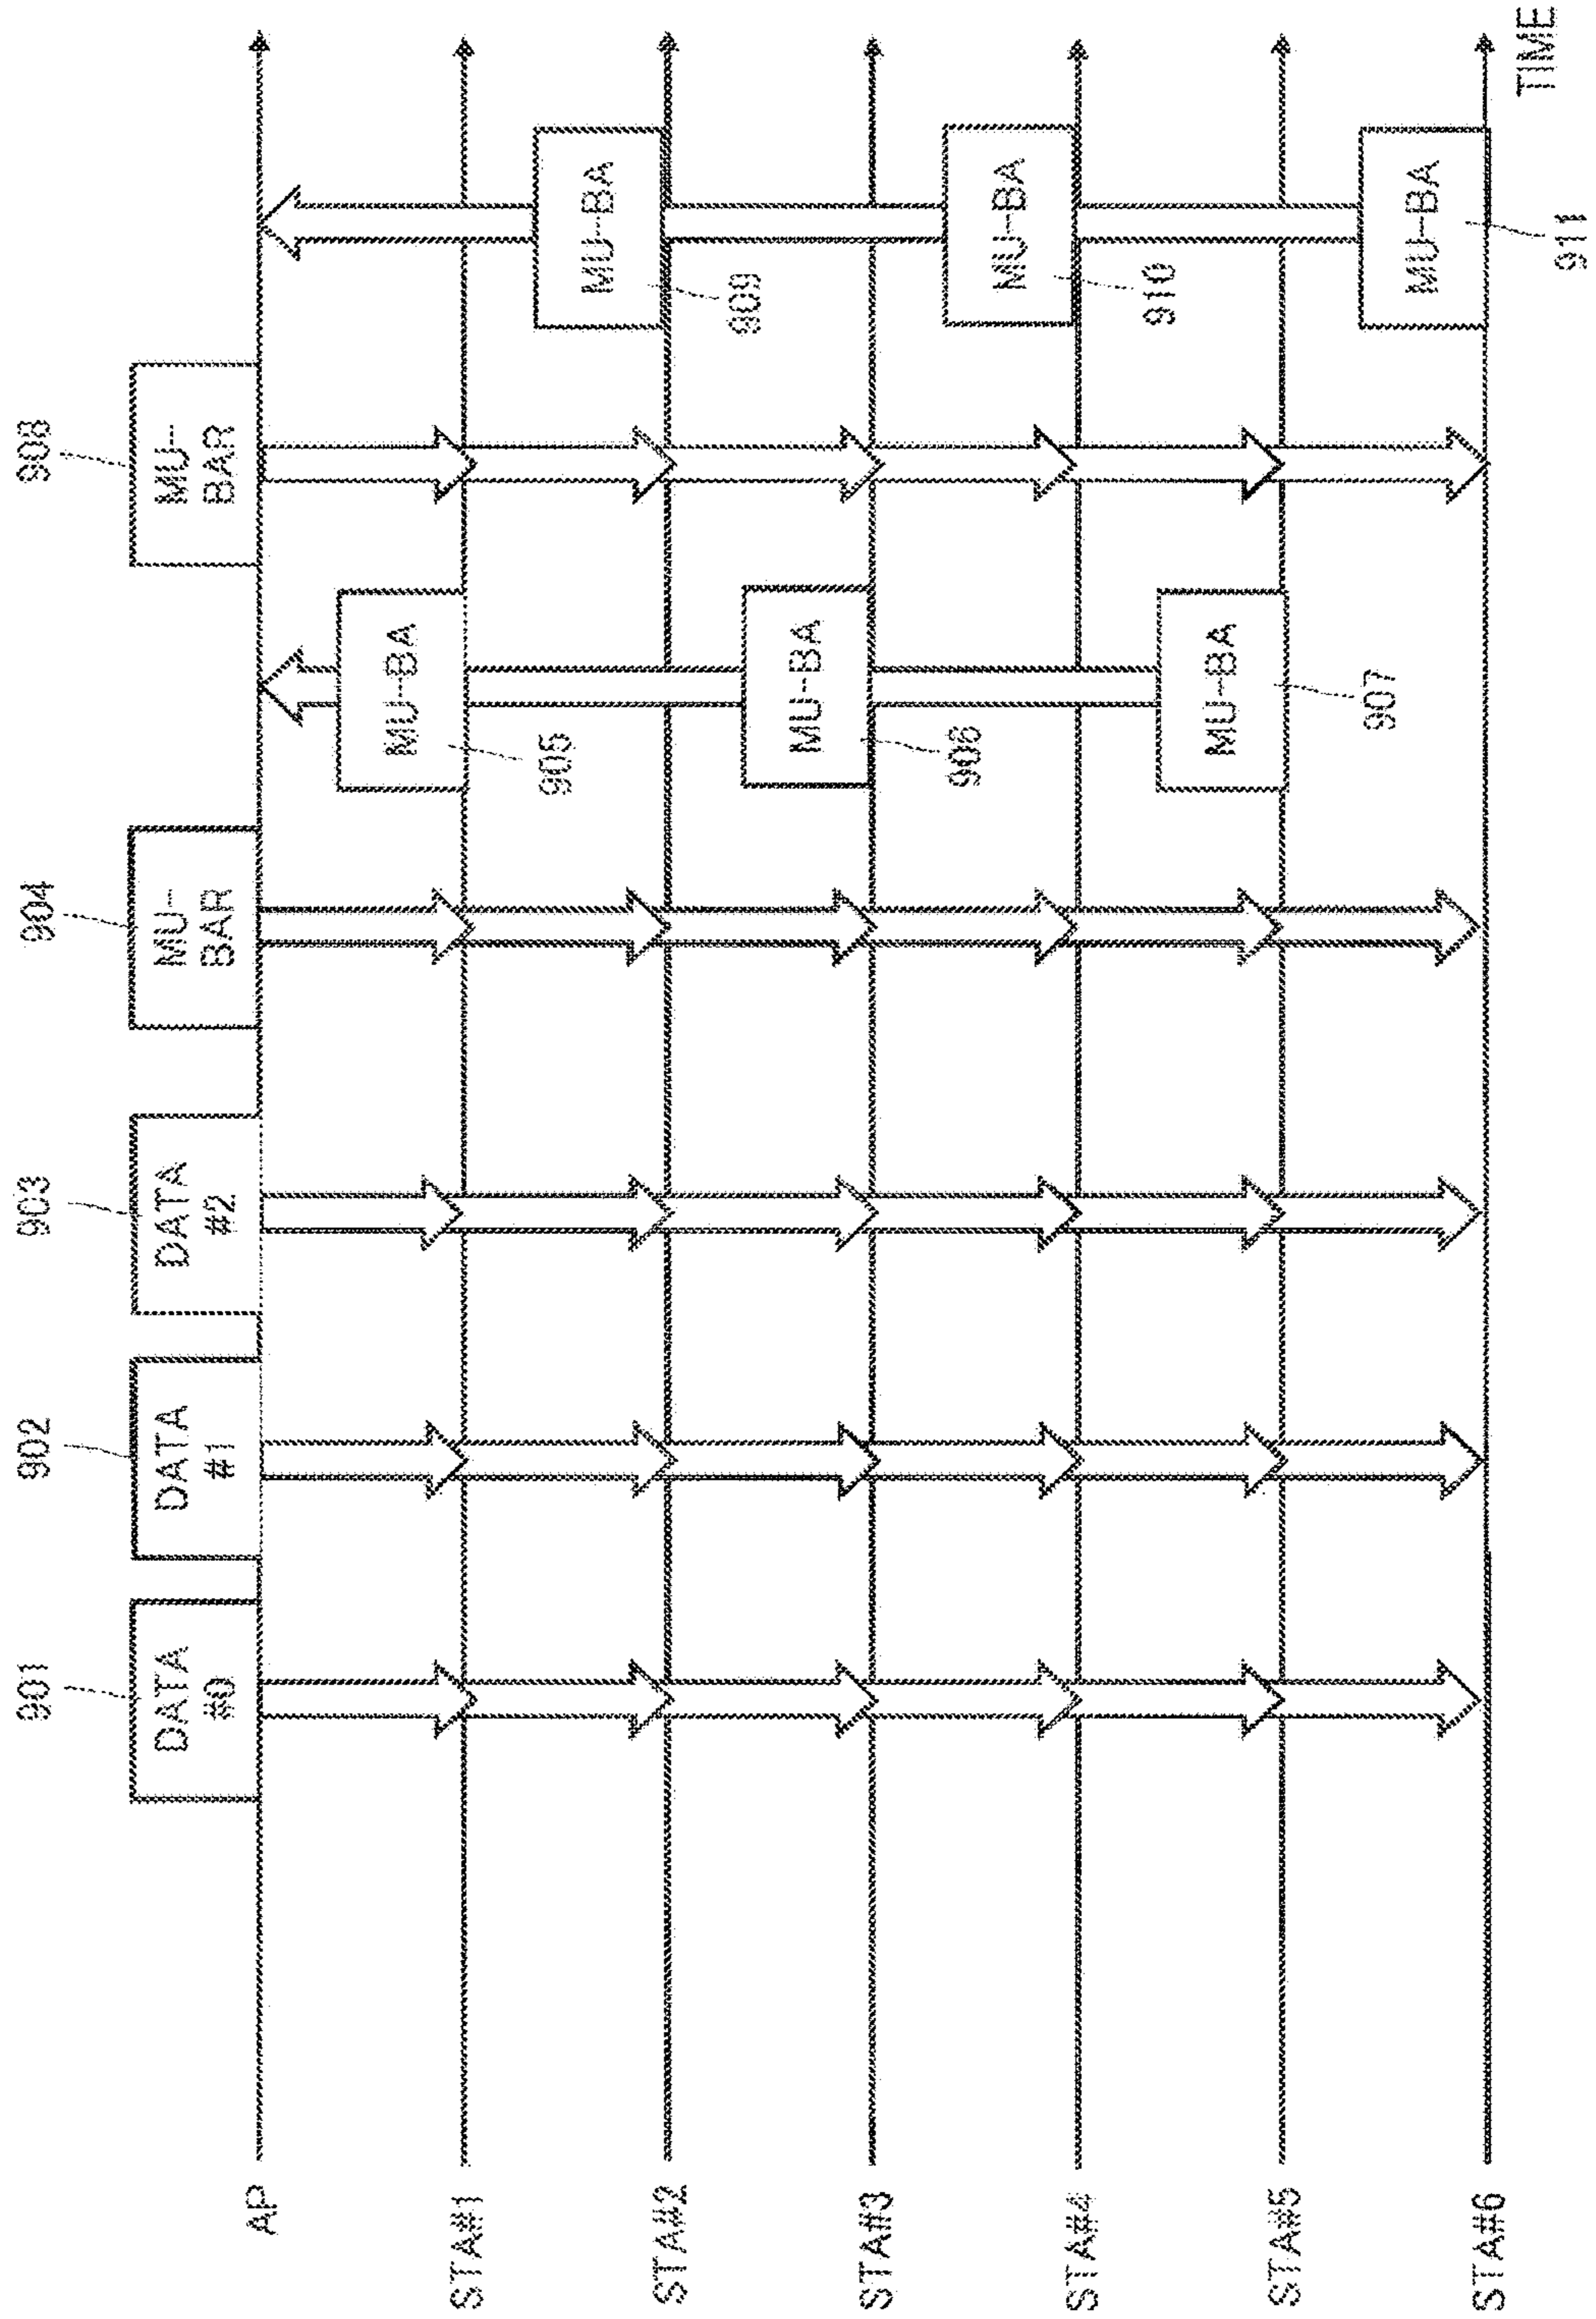 901
902
903
904
908
DATA
#0
DATA
#1
DATA
#2
MU-
BAR
MU-
BAR
AP
STA#1
MU-BA
905
MU-BA
909
STA#2
STA#3
MU-BA
906
MU-BA
910
STA#4
STA#5
MU-BA
907
MU-BA
911
STA#6
TIME